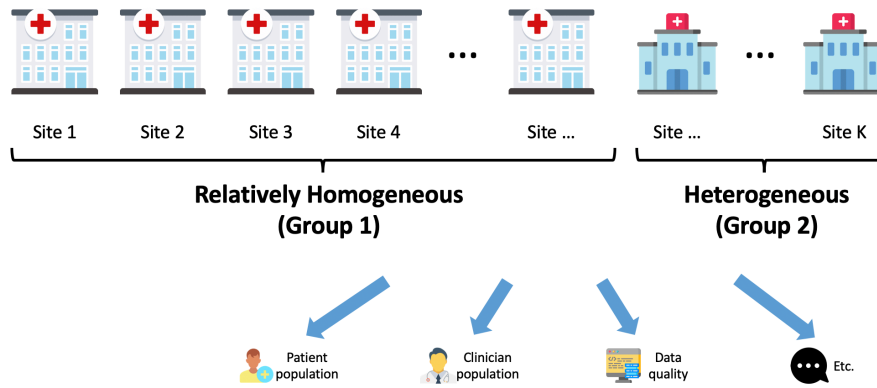 ...
...
Site 1
Site 2
Site 3
Site 4
Site ...
Site ...
Site K
Relatively Homogeneous
(Group 1)
Heterogeneous
(Group 2)
Patient
population
Clinician
population
Data
quality
Etc.